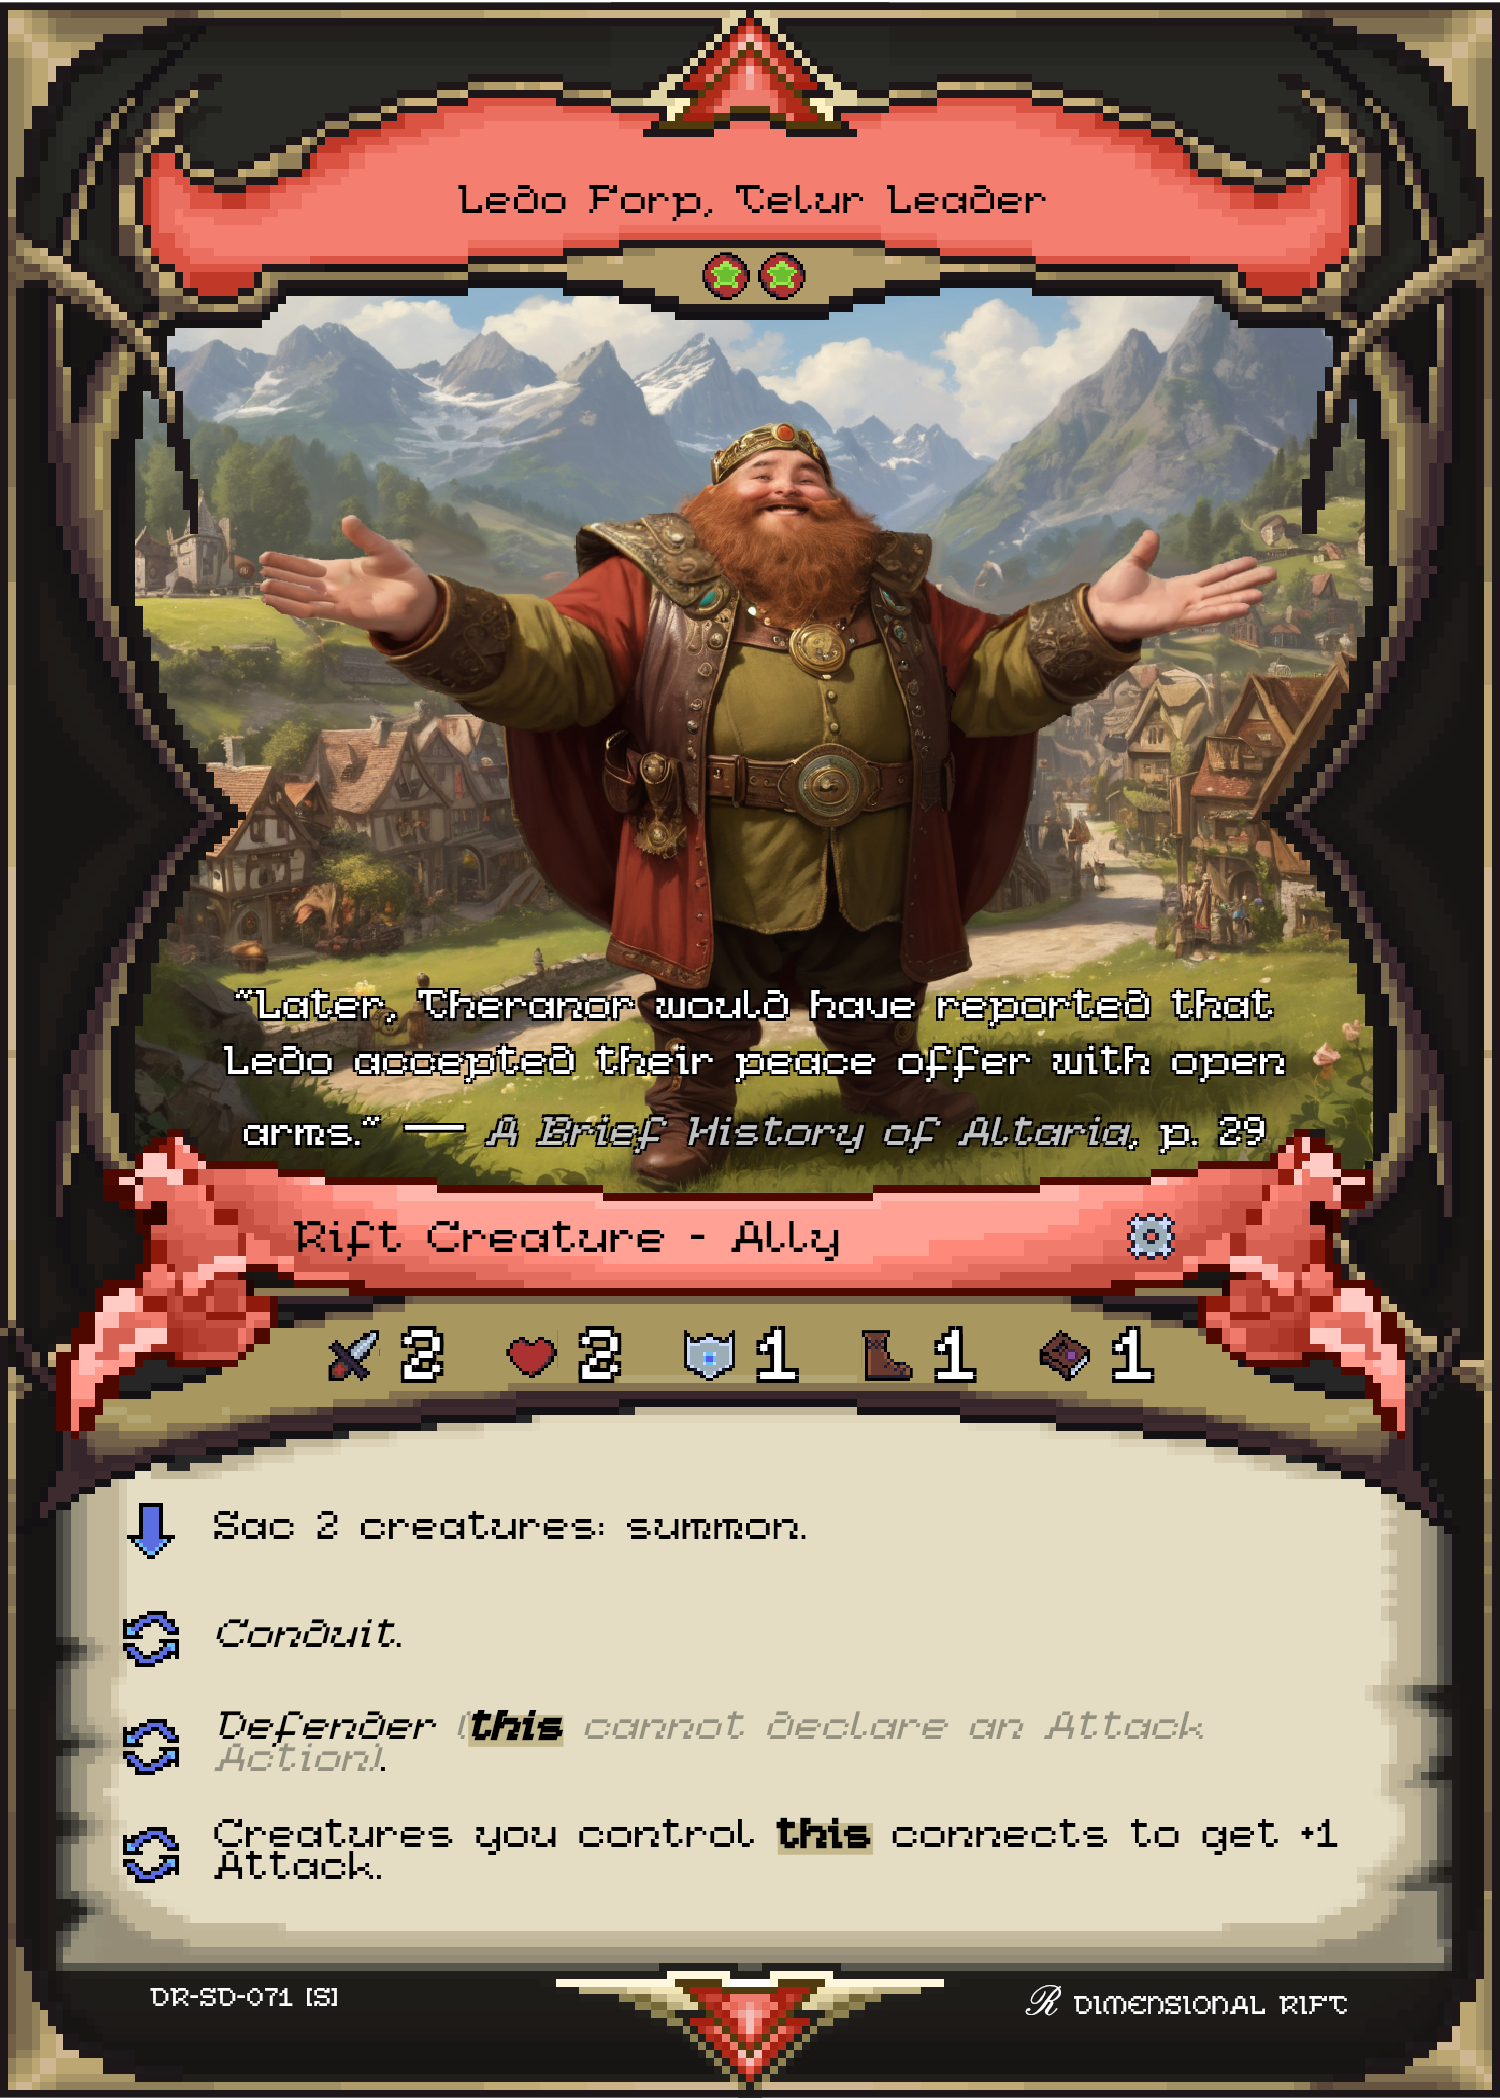 Ledo Forp, Telur Leader
"Later, Theranor would have reported that
Ledo accepted their peace offer with open
arms." — A Brief History of Altaria, p. 29
Rift Creature - Ally
2 2 1 1 1
Sac 2 creatures: summon.
Conduit.
Defender (this cannot declare an Attack
Action).
Creatures you control this connects to get +1
Attack.
DR-SD-071 [S]
R DIMENSIONAL RIFT